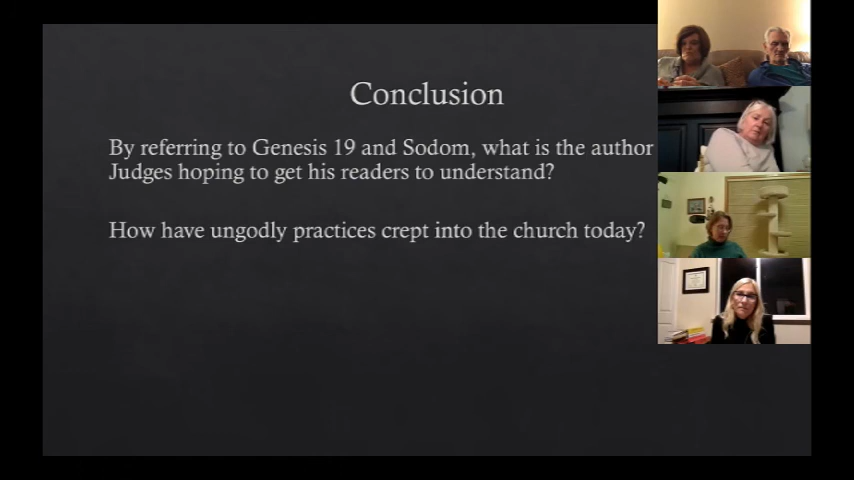 Conclusion
By referring to Genesis 19 and Sodom, what is the author
Judges hoping to get his readers to understand?
How have ungodly practices crept into the church today?